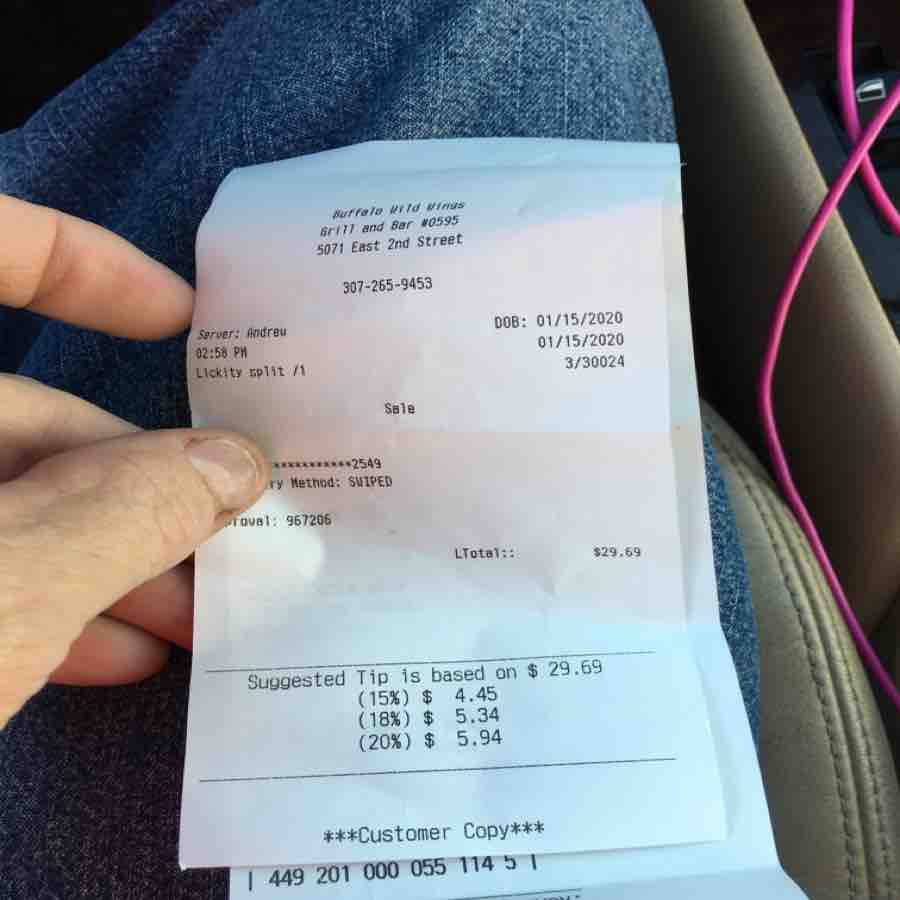 Buffalo Wild Wings
Grill and Bar #0595
5071 East 2nd Street
307-265-9453
Server: Andrew DOB: 01/15/2020
02:58 PM 01/15/2020
Lickity split /1 3/30024
Sale
***********2549
ry Method: SWIPED
roval: 967206
LTotal:: $29.69
Suggested Tip is based on $ 29.69
(15%) $ 4.45
(18%) $ 5.34
(20%) $ 5.94
***Customer Copy***
| 449 201 000 055 114 5 |